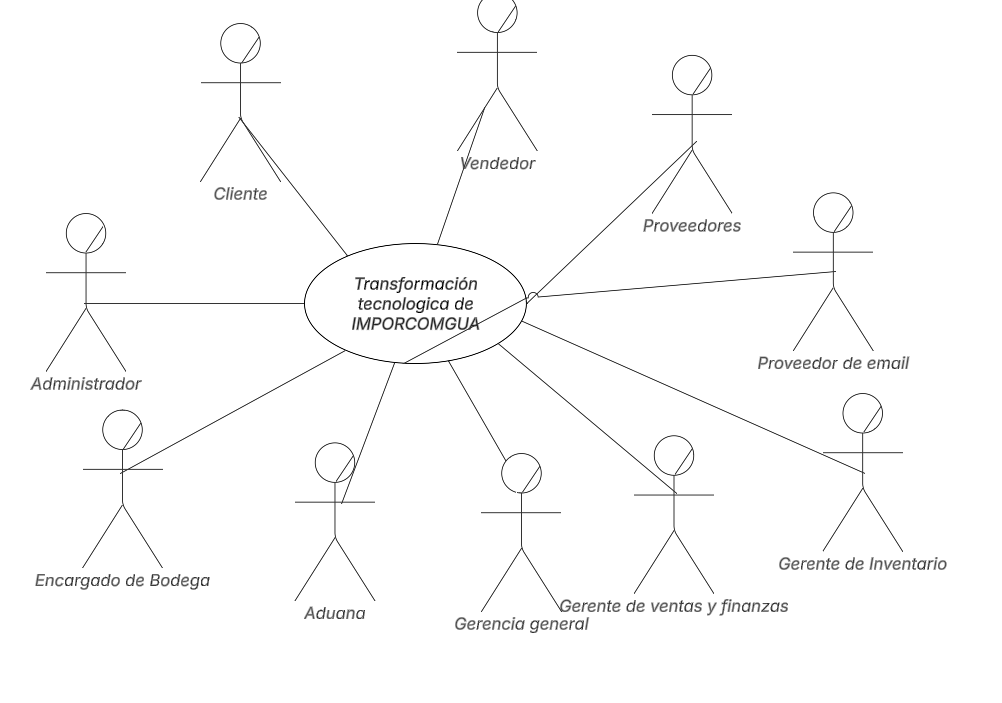 Vendedor
Cliente
Proveedores
Transformación
tecnologica de
IMPORCOMGUA
Proveedor de email
Administrador
Gerente de Inventario
Encargado de Bodega
Aduana
Gerente de ventas y finanzas
Gerencia general